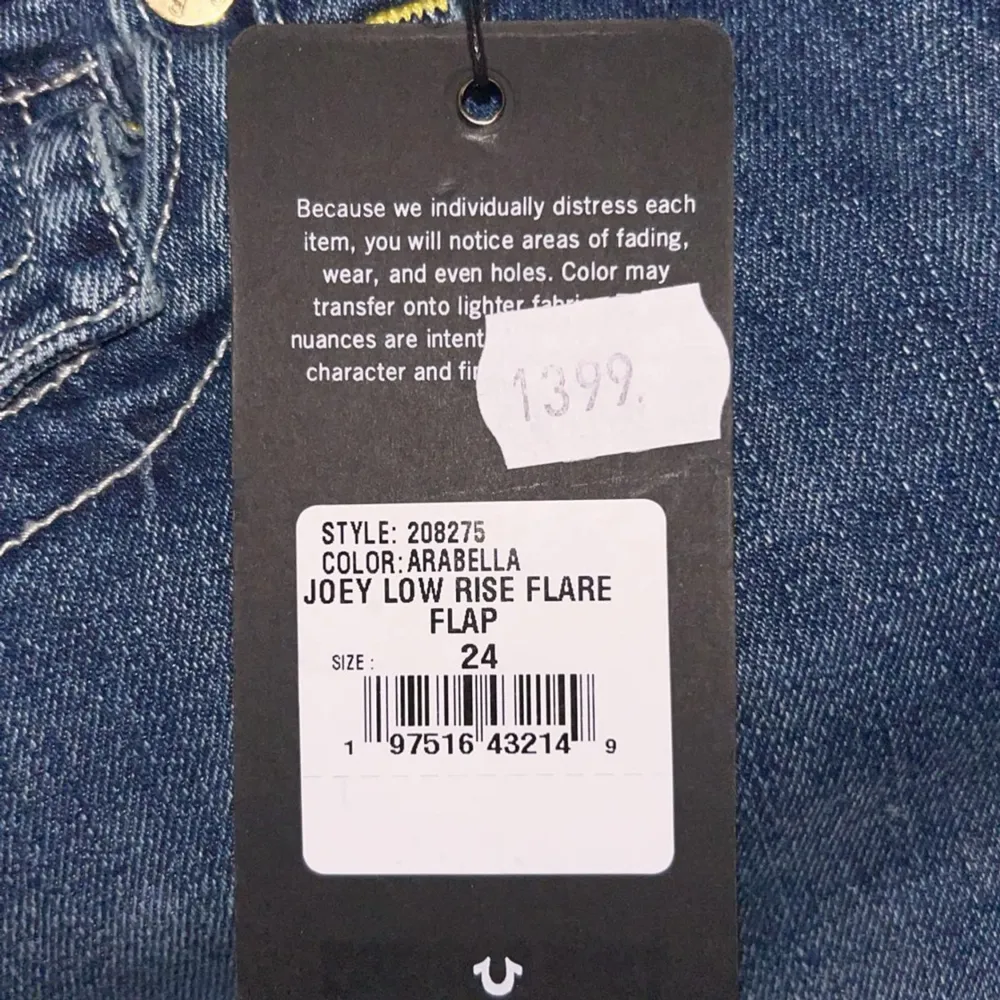 Because we individually distress each
item, you will notice areas of fading,
wear, and even holes. Color may
transfer onto lighter
nuances are
character and
1399.
STYLE: 208275
COLOR: ARABELLA
JOEY LOW RISE FLARE
FLAP
SIZE: 24
1 97516 43214 9